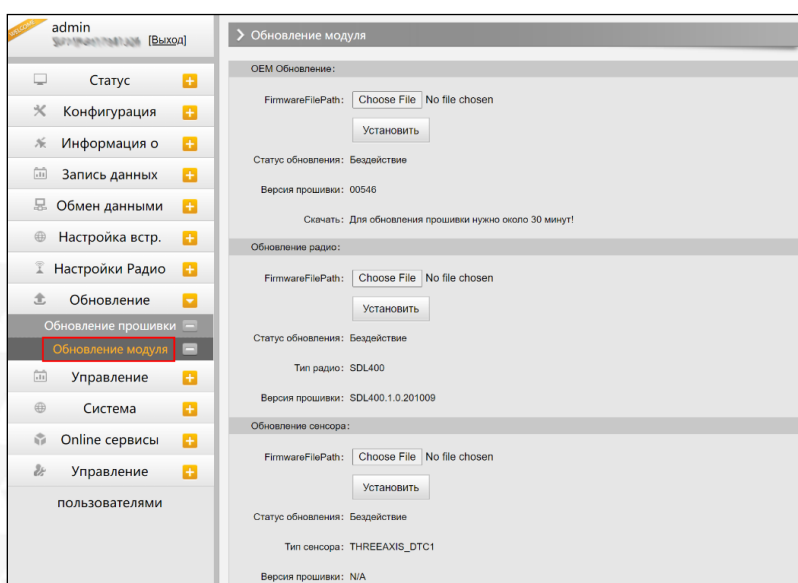 WELCOME
admin
[Выход]
Статус
Конфигурация
Информация о
Запись данных
Обмен данными
Настройка встр.
Настройки Радио
Обновление
Обновление прошивки
Обновление модуля
Управление
Система
Online сервисы
Управление
пользователями
Обновление модуля
OEM Обновление:
FirmwareFilePath: Choose File No file chosen
Установить
Статус обновления: Бездействие
Версия прошивки: 00546
Скачать: Для обновления прошивки нужно около 30 минут!
Обновление радио:
FirmwareFilePath: Choose File No file chosen
Установить
Статус обновления: Бездействие
Тип радио: SDL400
Версия прошивки: SDL400.1.0.201009
Обновление сенсора:
FirmwareFilePath: Choose File No file chosen
Установить
Статус обновления: Бездействие
Тип сенсора: THREEAXIS_DTC1
Версия прошивки: N/A